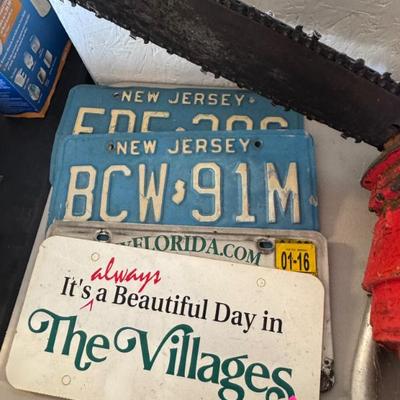 NEW JERSEY
NEW JERSEY
BCW 91M
FLORIDA.COM
01-16
always
It's a Beautiful Day in
The Villages